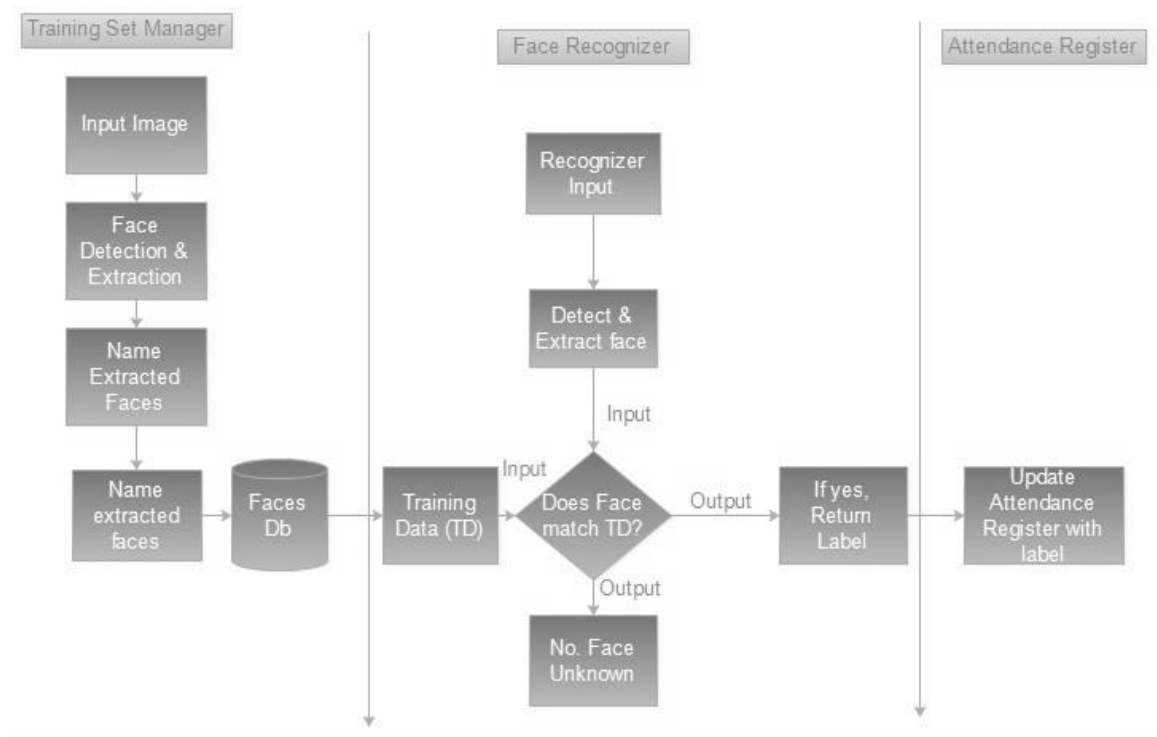 Training Set Manager
Face Recognizer
Attendance Register
Input Image
Face
Detection &
Extraction
Name
Extracted
Faces
Name
extracted
faces
Faces
Db
Recognizer
Input
Detect &
Extract face
Input
Training
Data (TD)
Input
Does Face
match TD?
Output
Output
No. Face
Unknown
If yes,
Return
Label
Update
Attendance
Register with
label